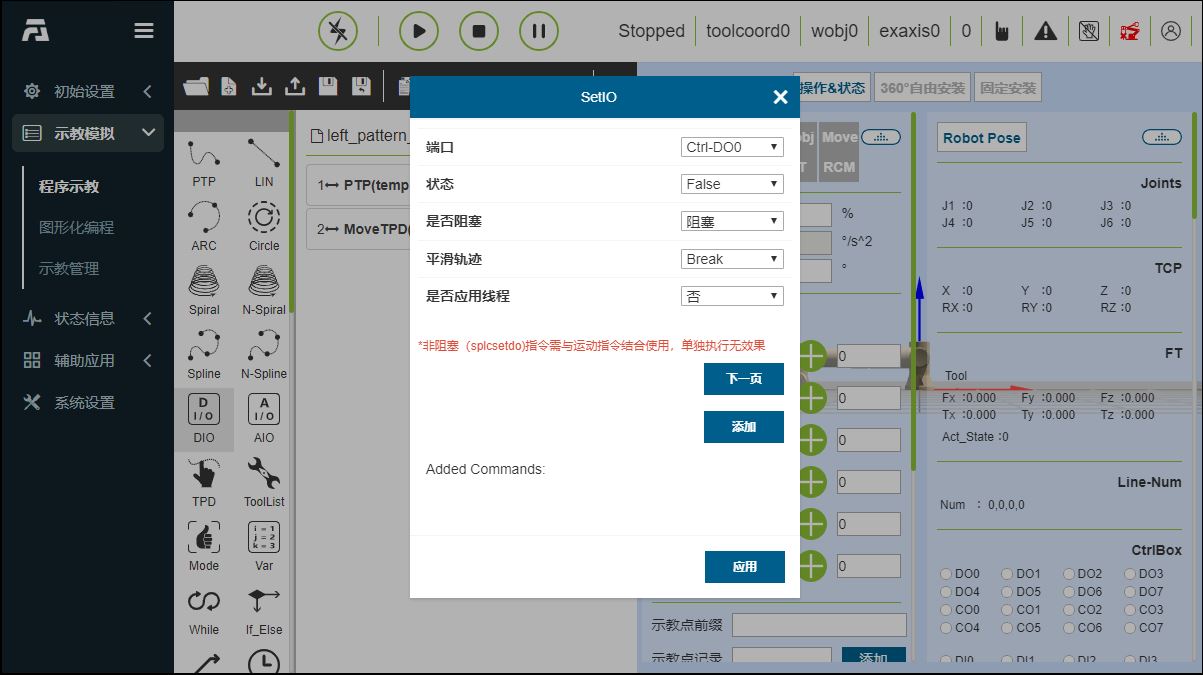 Stopped
toolcoord0
wobj0
exaxis0
0
初始设置
示教模拟
程序示教
图形化编程
示教管理
状态信息
辅助应用
系统设置
PTP
LIN
ARC
Circle
Spiral
N-Spiral
Spline
N-Spline
D
I/O
DIO
A
I/O
AIO
TPD
ToolList
Mode
i = 1
j = 2
k = 3
Var
While
If_Else
left_pattern_
1 PTP(temp
2 MoveTPD(
SetIO
端口
Ctrl-DO0
状态
False
是否阻塞
阻塞
平滑轨迹
Break
是否应用线程
否
*非阻塞（splcsetdo)指令需与运动指令结合使用，单独执行无效果
下一页
添加
Added Commands:
应用
操作&状态
360°自由安装
固定安装
bj
Move
T
RCM
%
°/s^2
°
0
0
0
0
0
0
示教点前缀
示教点记录
添加
Robot Pose
Joints
J1 :0 J2 :0 J3 :0
J4 :0 J5 :0 J6 :0
TCP
X :0 Y :0 Z :0
RX :0 RY :0 RZ :0
FT
Tool
Fx :0.000 Fy :0.000 Fz :0.000
Tx :0.000 Ty :0.000 Tz :0.000
Act_State :0
Line-Num
Num : 0,0,0,0
CtrlBox
DO0 DO1 DO2 DO3
DO4 DO5 DO6 DO7
CO0 CO1 CO2 CO3
CO4 CO5 CO6 CO7
DI0 DI1 DI2 DI3